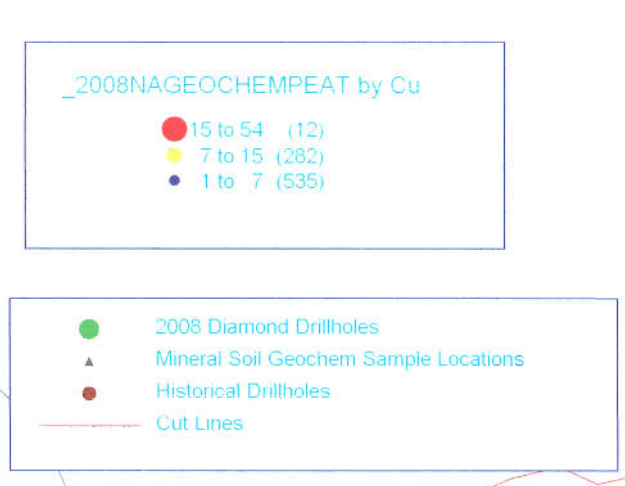 _2008NAGEOCHEMPEAT by Cu
15 to 54 (12)
7 to 15 (282)
1 to 7 (535)
2008 Diamond Drillholes
Mineral Soil Geochem Sample Locations
Historical Drillholes
Cut Lines